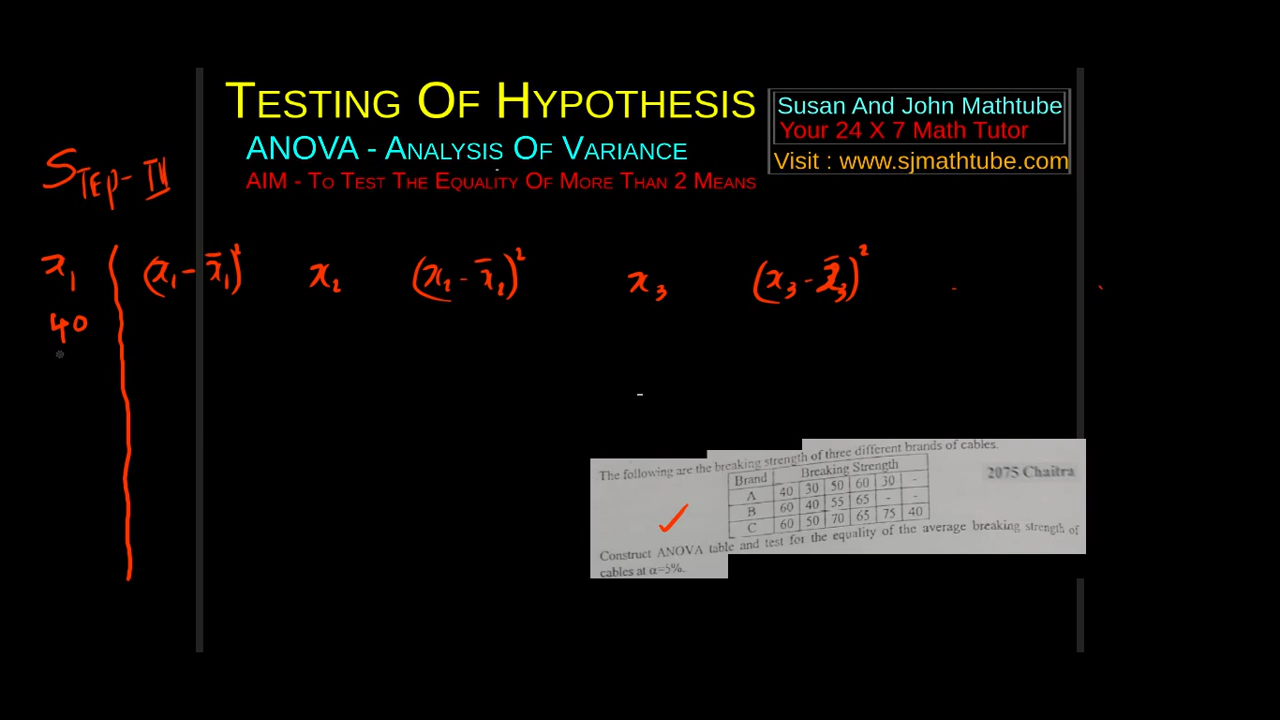 TESTING OF HYPOTHESIS
ANOVA - ANALYSIS OF VARIANCE
AIM - TO TEST THE EQUALITY OF MORE THAN 2 MEANS
Susan And John Mathtube
Your 24 X 7 Math Tutor
Visit : www.sjmathtube.com
STEP-IV
x₁ (x₁ - x̄₁)² x₂ (x₂ - x̄₂)² x₃ (x₃ - x̄₃)²
40
The following are the breaking strength of three different brands of cables.
2075 Chaitra
Brand Breaking Strength
A 40 30 50 60 30 -
B 60 40 55 65 - -
C 60 50 70 65 75 40
Construct ANOVA table and test for the equality of the average breaking strength of
cables at α=5%.